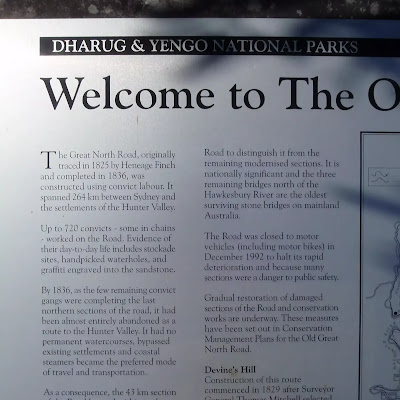 DHARUG & YENGO NATIONAL PARKS
Welcome to The O
The Great North Road, originally
traced in 1825 by Heneage Finch
and completed in 1836, was
constructed using convict labour. It
spanned 264 km between Sydney and
the settlements of the Hunter Valley.
Up to 720 convicts - some in chains
- worked on the Road. Evidence of
their day-to-day life includes stockade
sites, handpicked waterholes, and
graffiti engraved into the sandstone.
By 1836, as the few remaining convict
gangs were completing the last
northern sections of the road, it had
been almost entirely abandoned as a
route to the Hunter Valley. It had no
permanent watercourses, bypassed
existing settlements and coastal
steamers became the preferred mode
of travel and transportation.
As a consequence, the 43 km section
Road to distinguish it from the
remaining modernised sections. It is
nationally significant and the three
remaining bridges north of the
Hawkesbury River are the oldest
surviving stone bridges on mainland
Australia.
The Road was closed to motor
vehicles (including motor bikes) in
December 1992 to halt its rapid
deterioration and because many
sections were a danger to public safety.
Gradual restoration of damaged
sections of the Road and conservation
works are underway. These measures
have been set out in Conservation
Management Plans for the Old Great
North Road.
Devine's Hill
Construction of this route
commenced in 1829 after Surveyor
General Thomas Mitchell selected